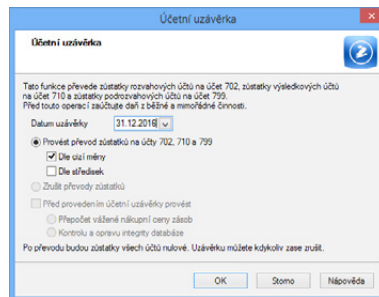 Účetní uzávěrka
Účetní uzávěrka
Tato funkce převede zůstatky rozvahových účtů na účet 702, zůstatky výsledkových účtů
na účet 710 a zůstatky podrozvahových účtů na účet 799.
Před touto operací zaúčtujte daň z běžné a mimořádné činnosti.
Datum uzávěrky 31.12.2016
Provést převod zůstatků na účty 702, 710 a 799
Dle cizí měny
Dle středisek
Zrušit převody zůstatků
Před provedením účetní uzávěrky provést
Přepočet vážené nákupní ceny zásob
Kontrolu a opravu integrity databáze
Po převodu budou zůstatky všech účtů nulové. Uzávěrku můžete kdykoliv zase zrušit.
OK Storno Nápověda